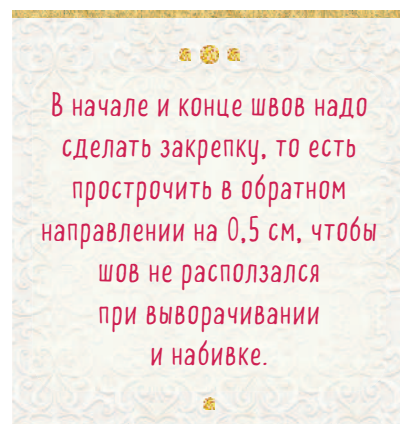 В начале и конце швов надо
сделать закрепку, то есть
прострочить в обратном
направлении на 0,5 см, чтобы
шов не расползался
при выворачивании
и набивке.